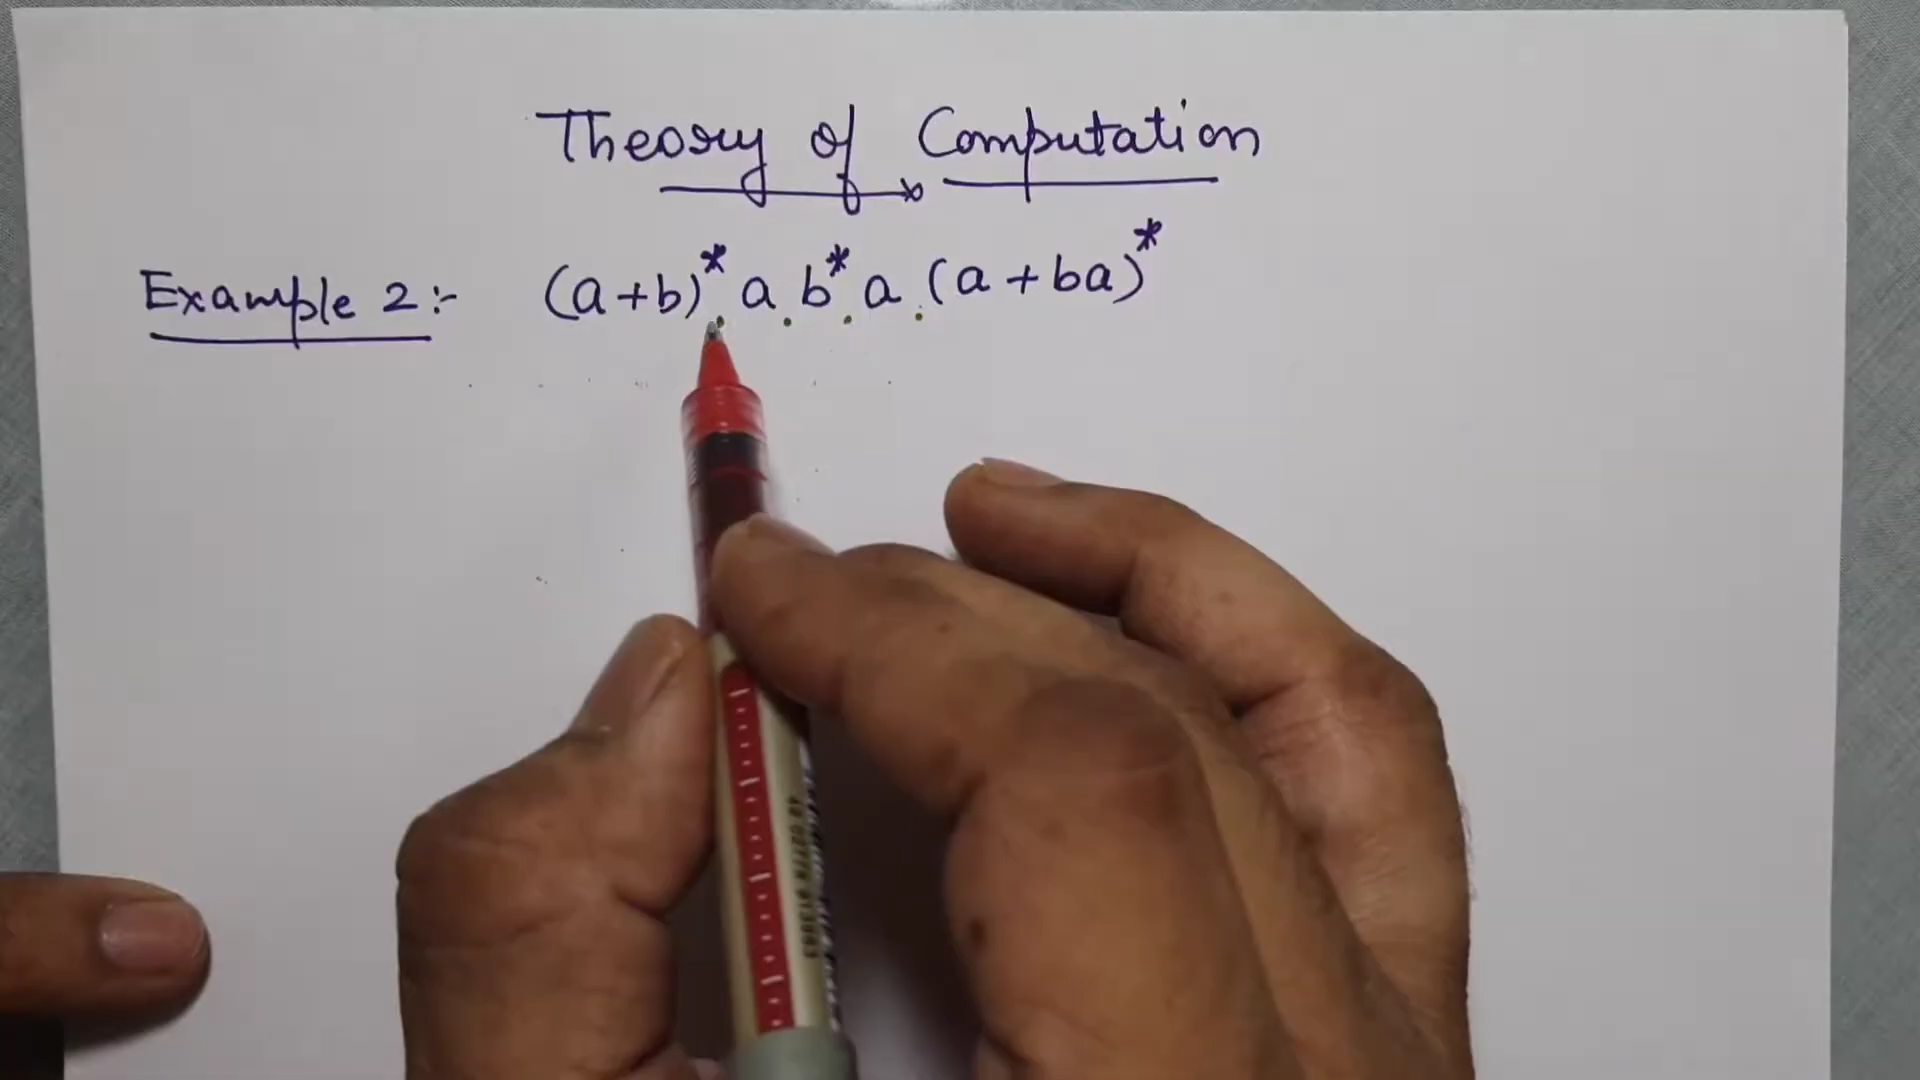 Theory of Computation
Example 2:- (a+b)*.a.b*.a.(a+ba)*